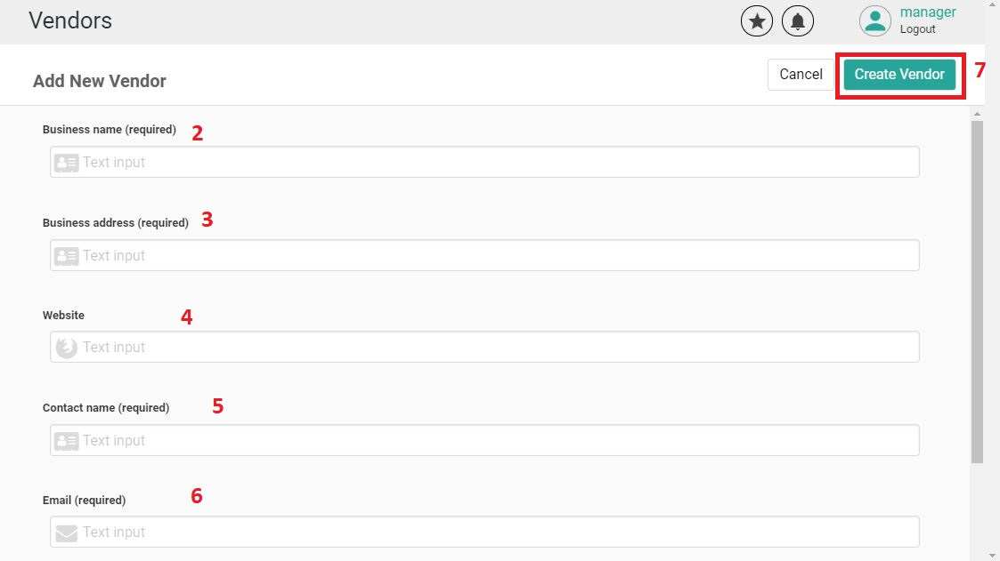 Vendors
manager
Logout
Add New Vendor
Cancel
Create Vendor
7
Business name (required)
2
Text input
Business address (required)
3
Text input
Website
4
Text input
Contact name (required)
5
Text input
Email (required)
6
Text input